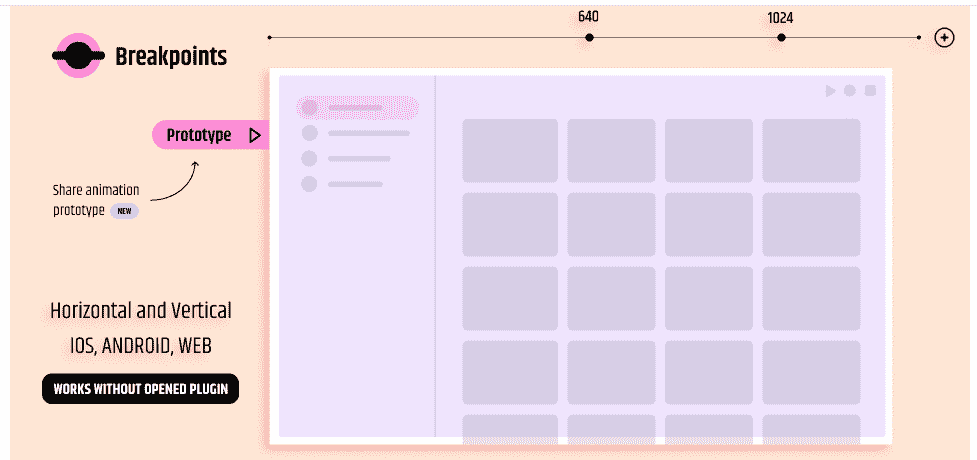 640
1024
Breakpoints
Prototype
Share animation
prototype NEW
Horizontal and Vertical
IOS, ANDROID, WEB
WORKS WITHOUT OPENED PLUGIN